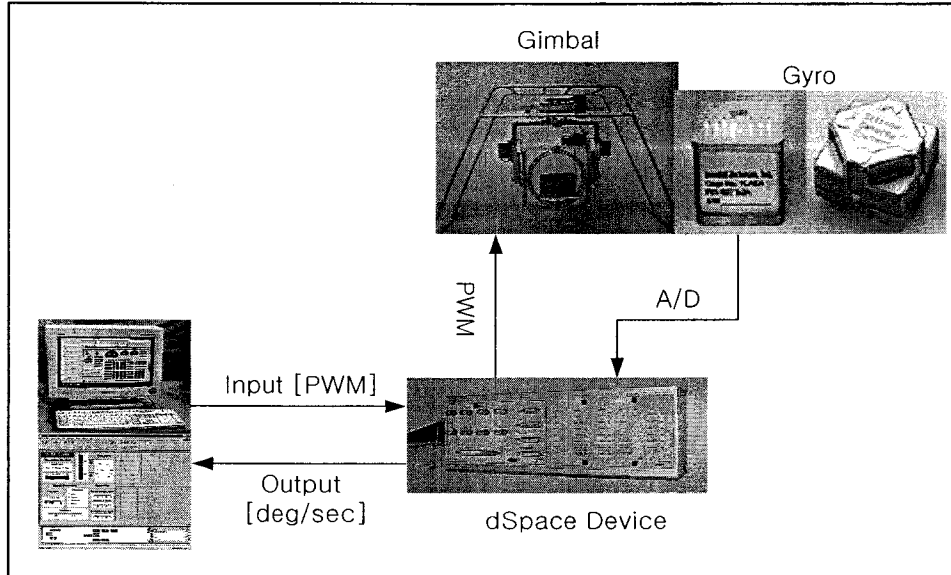 Gimbal
Gyro
PWM
A/D
Input [PWM]
Output
[deg/sec]
dSpace Device